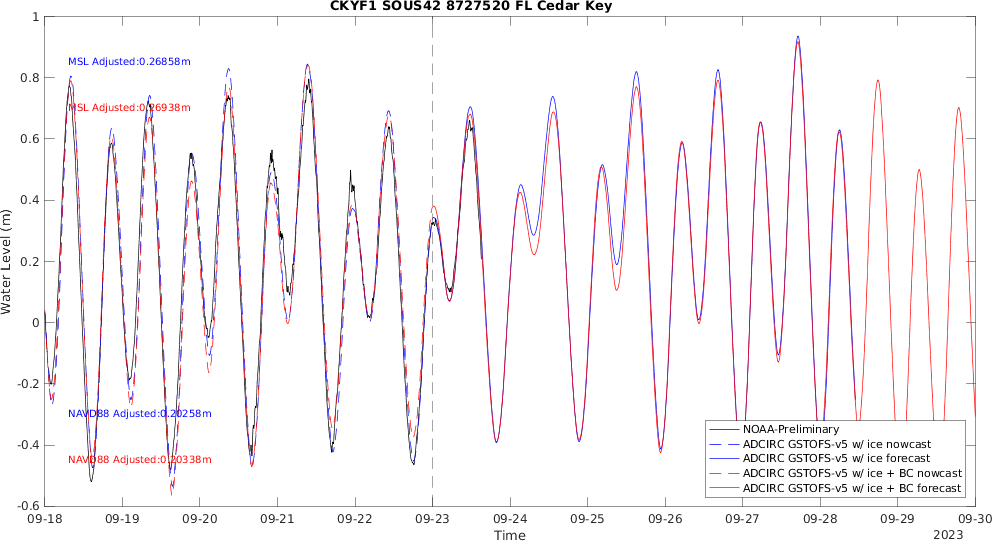 CKYF1 SOUS42 8727520 FL Cedar Key
1
0.8
0.6
0.4
0.2
0
-0.2
-0.4
-0.6
Water Level (m)
MSL Adjusted:0.26858m
MSL Adjusted:0.26938m
NAVD88 Adjusted:0.20258m
NAVD88 Adjusted:0.20338m
NOAA-Preliminary
ADCIRC GSTOFS-v5 w/ ice nowcast
ADCIRC GSTOFS-v5 w/ ice forecast
ADCIRC GSTOFS-v5 w/ ice + BC nowcast
ADCIRC GSTOFS-v5 w/ ice + BC forecast
09-18 09-19 09-20 09-21 09-22 09-23 09-24 09-25 09-26 09-27 09-28 09-29 09-30
Time
2023